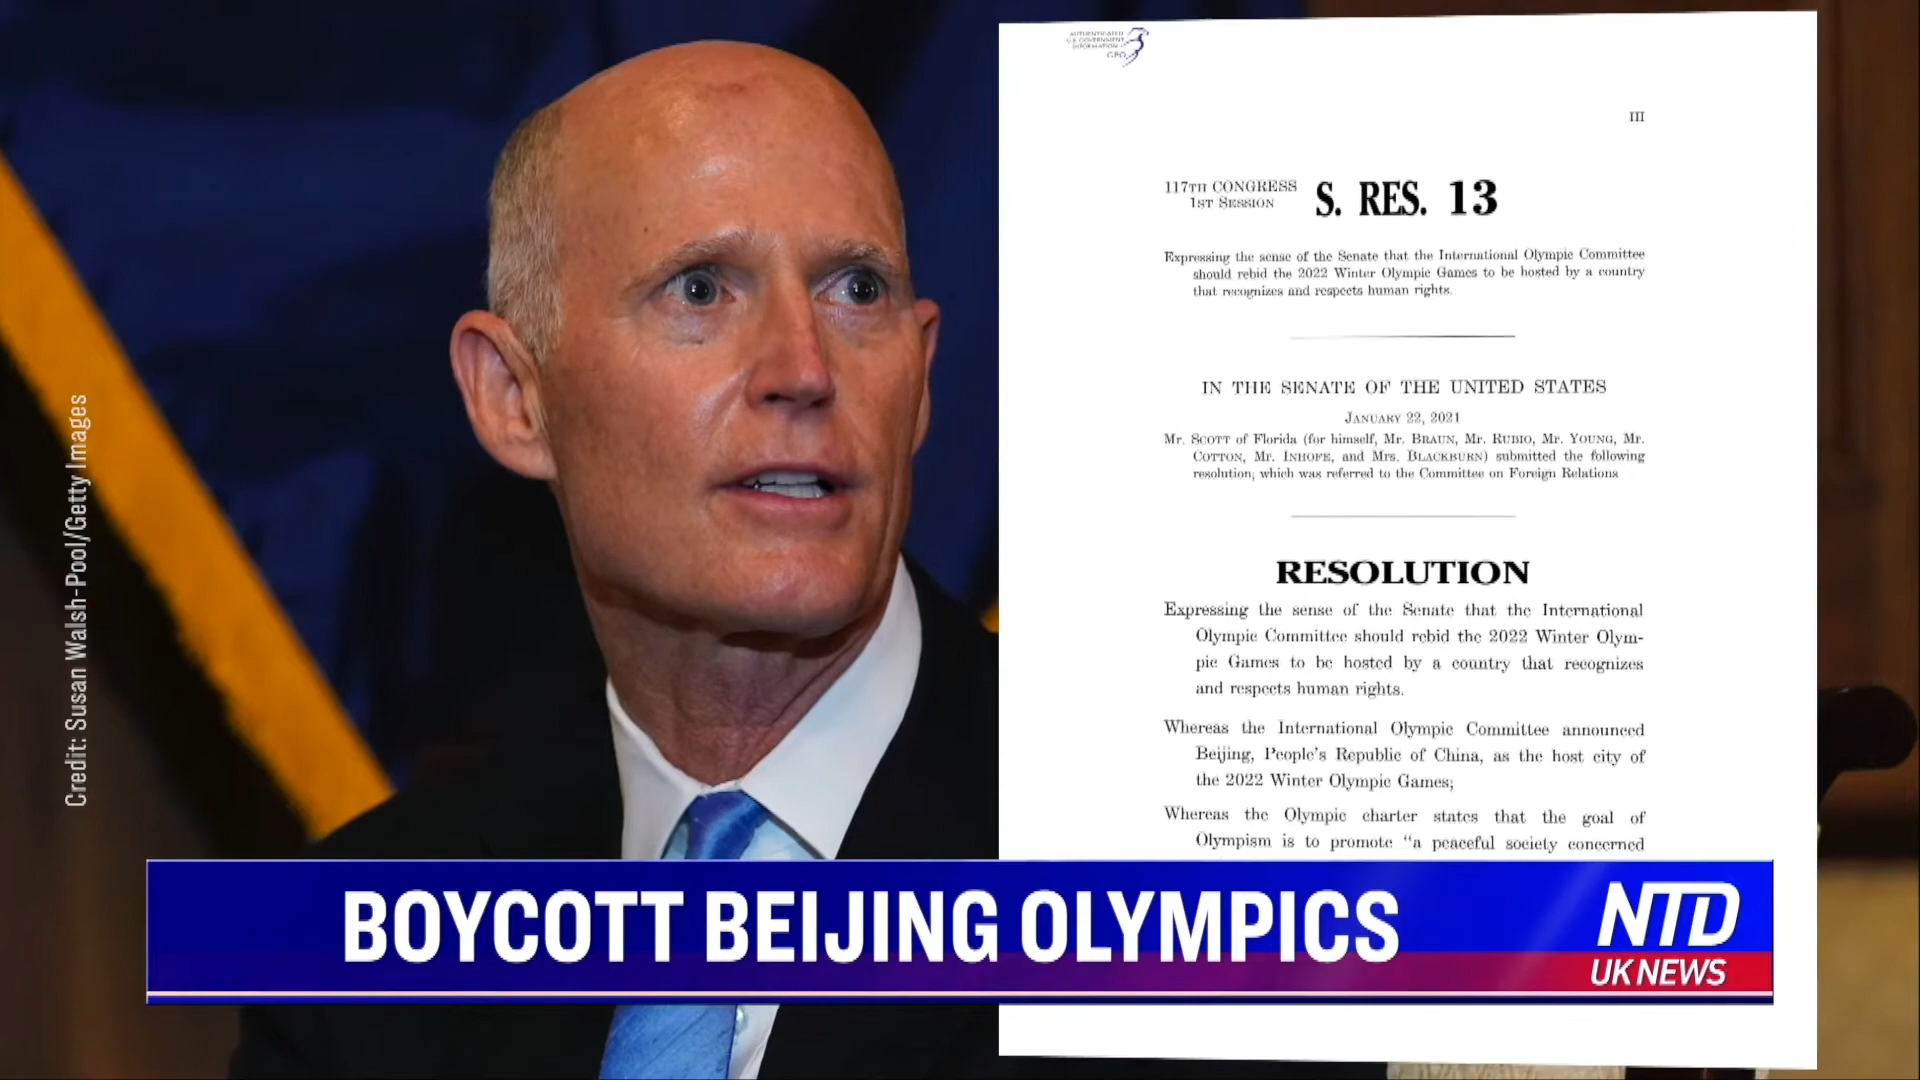 Credit: Susan Walsh-Pool/Getty Images
AUTHENTICATED
U.S. GOVERNMENT
INFORMATION
GPO
III
117TH CONGRESS
1ST SESSION
S. RES. 13
Expressing the sense of the Senate that the International Olympic Committee
should rebid the 2022 Winter Olympic Games to be hosted by a country
that recognizes and respects human rights.
IN THE SENATE OF THE UNITED STATES
JANUARY 22, 2021
Mr. SCOTT of Florida (for himself, Mr. BRAUN, Mr. RUBIO, Mr. YOUNG, Mr.
COTTON, Mr. INHOFE, and Mrs. BLACKBURN) submitted the following
resolution; which was referred to the Committee on Foreign Relations
RESOLUTION
Expressing the sense of the Senate that the International
Olympic Committee should rebid the 2022 Winter Olym-
pic Games to be hosted by a country that recognizes
and respects human rights.
Whereas the International Olympic Committee announced
Beijing, People's Republic of China, as the host city of
the 2022 Winter Olympic Games;
Whereas the Olympic charter states that the goal of
Olympism is to promote “a peaceful society concerned
BOYCOTT BEIJING OLYMPICS
NTD
UK NEWS